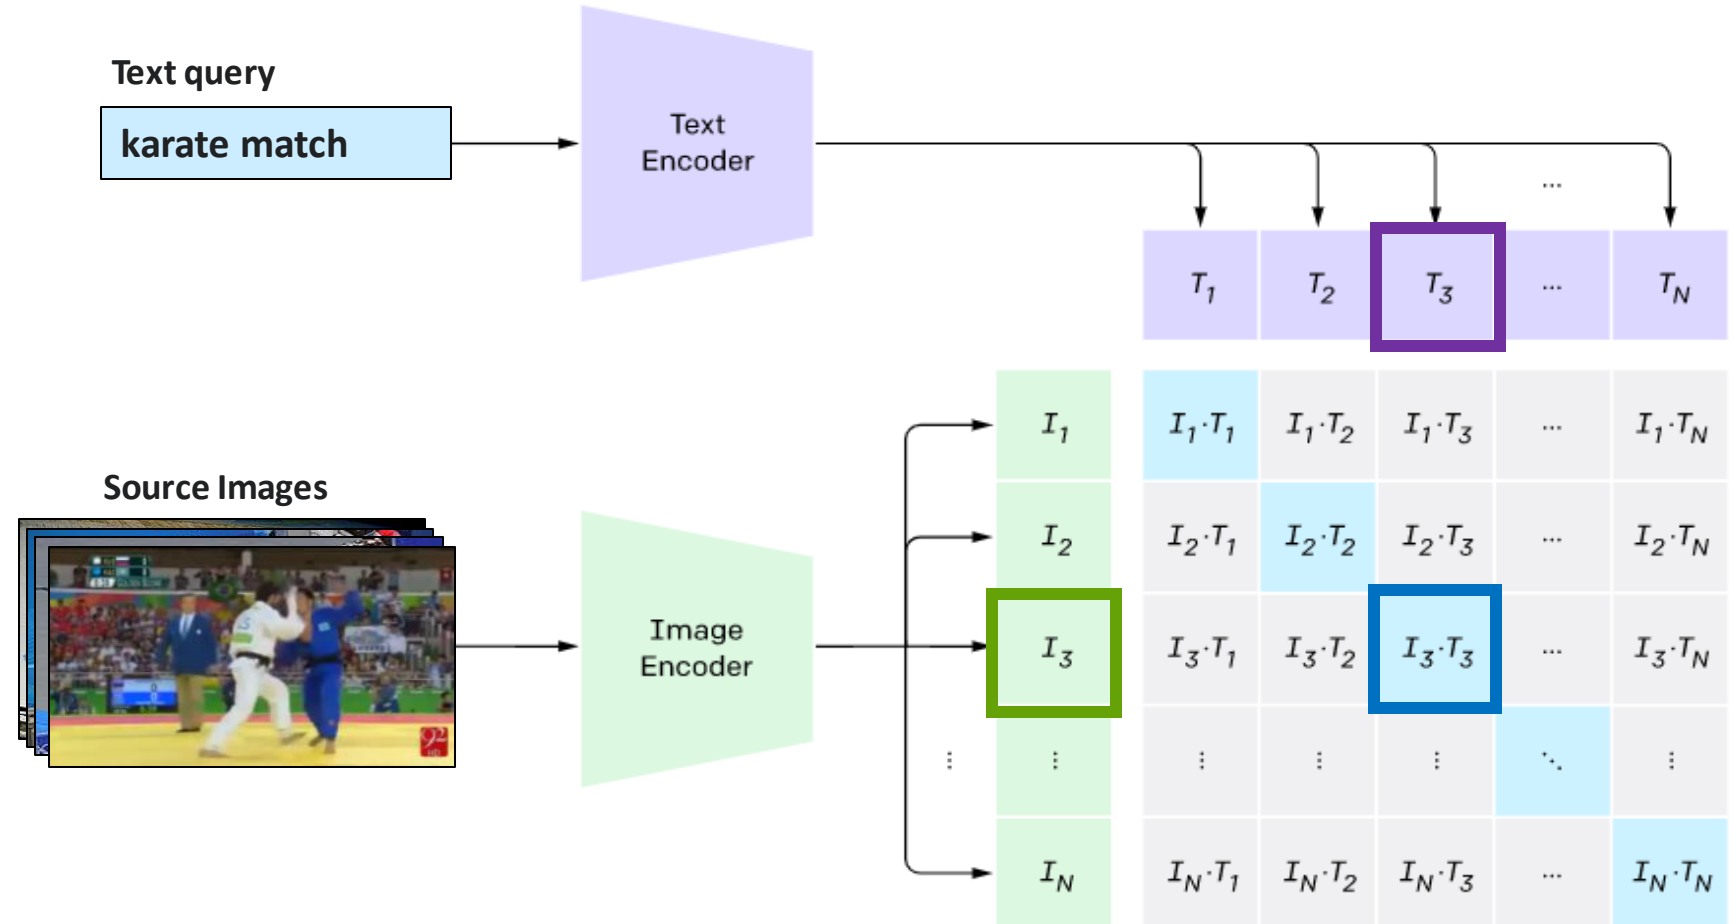 Text query
karate match
Text
Encoder
...
T1 T2 T3 ... TN
I1 I1·T1 I1·T2 I1·T3 ... I1·TN
Source Images
I2 I2·T1 I2·T2 I2·T3 ... I2·TN
Image
Encoder
I3 I3·T1 I3·T2 I3·T3 ... I3·TN
92
HD
⋮ ⋮ ⋮ ⋮ ⋮ ⋱ ⋮
IN IN·T1 IN·T2 IN·T3 ... IN·TN